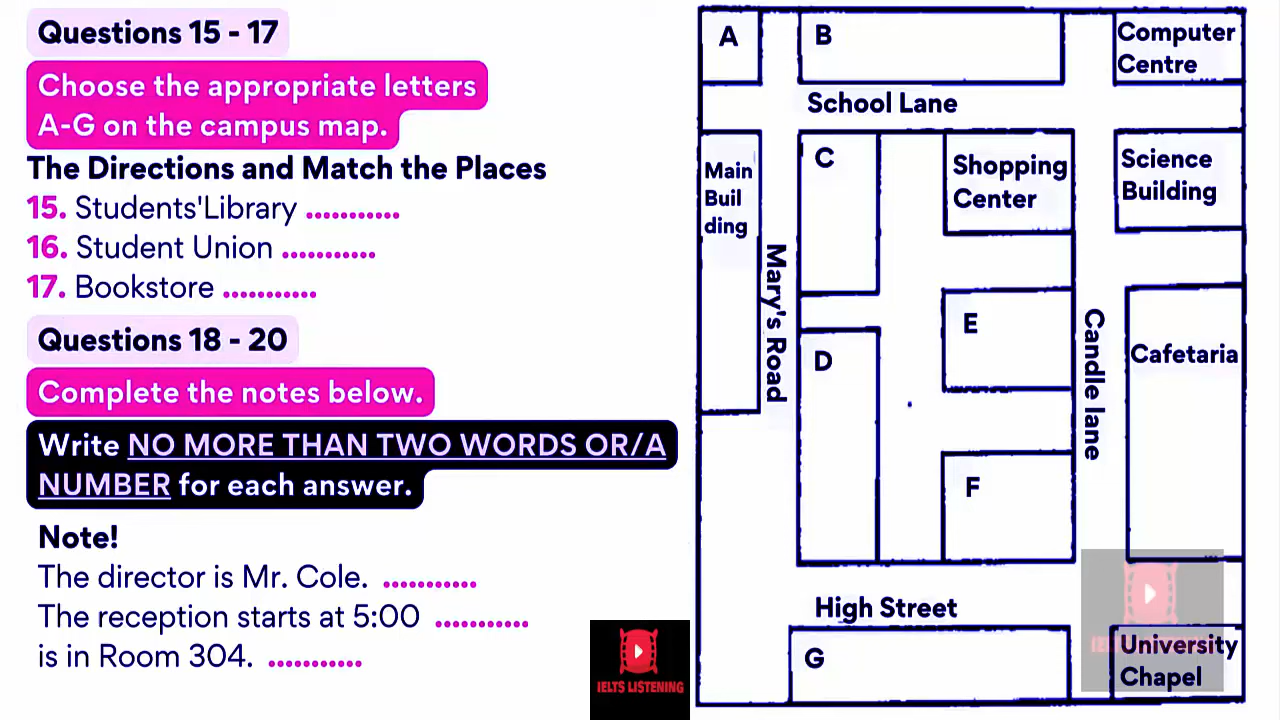 Questions 15 - 17
Choose the appropriate letters
A-G on the campus map.
The Directions and Match the Places
15. Students'Library ...........
16. Student Union ...........
17. Bookstore ...........
Questions 18 - 20
Complete the notes below.
Write NO MORE THAN TWO WORDS OR/A
NUMBER for each answer.
Note!
The director is Mr. Cole. ...........
The reception starts at 5:00 ...........
is in Room 304. ...........
IELTS LISTENING
A
B
Computer
Centre
School Lane
Main
Buil
ding
Mary's Road
C
Shopping
Center
Science
Building
D
E
Candle lane
Cafetaria
F
High Street
G
University
Chapel